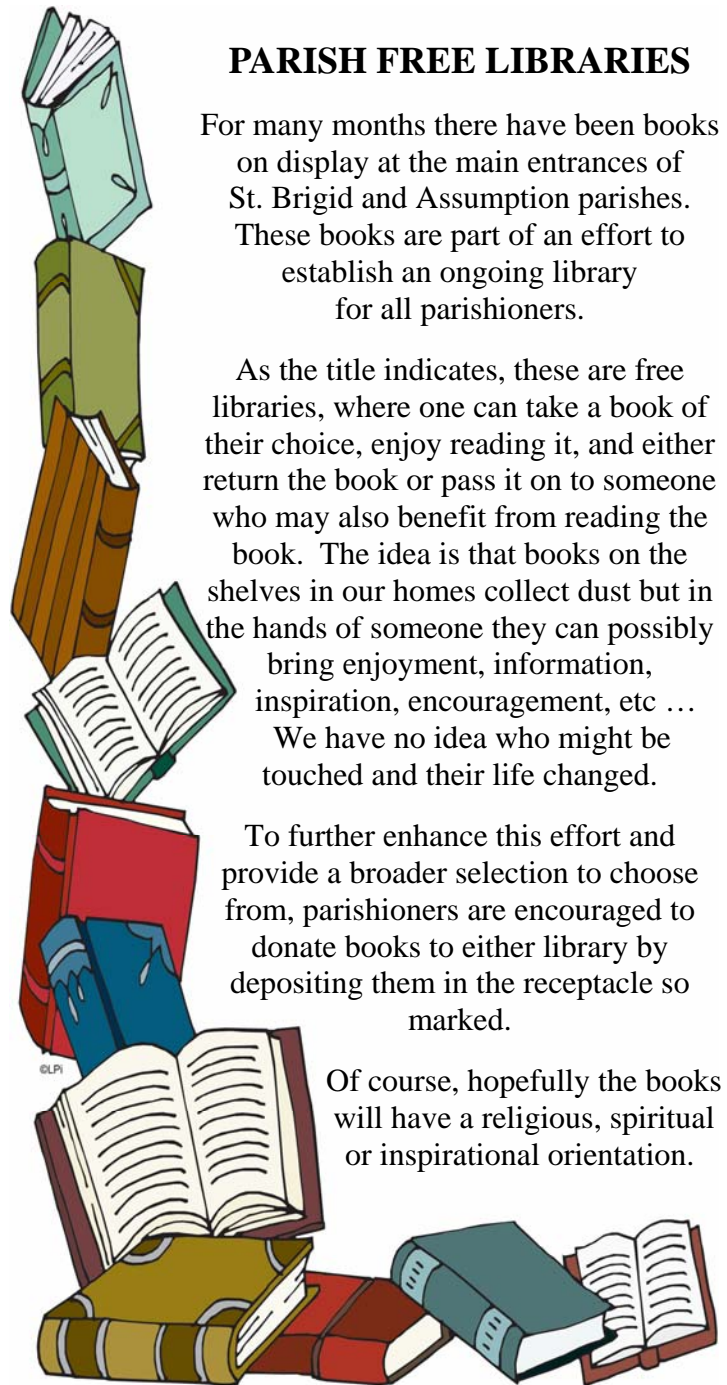 PARISH FREE LIBRARIES
For many months there have been books
on display at the main entrances of
St. Brigid and Assumption parishes.
These books are part of an effort to
establish an ongoing library
for all parishioners.
As the title indicates, these are free
libraries, where one can take a book of
their choice, enjoy reading it, and either
return the book or pass it on to someone
who may also benefit from reading the
book.  The idea is that books on the
shelves in our homes collect dust but in
the hands of someone they can possibly
bring enjoyment, information,
inspiration, encouragement, etc …
We have no idea who might be
touched and their life changed.
To further enhance this effort and
provide a broader selection to choose
from, parishioners are encouraged to
donate books to either library by
depositing them in the receptacle so
marked.
©LPi
Of course, hopefully the books
will have a religious, spiritual
or inspirational orientation.